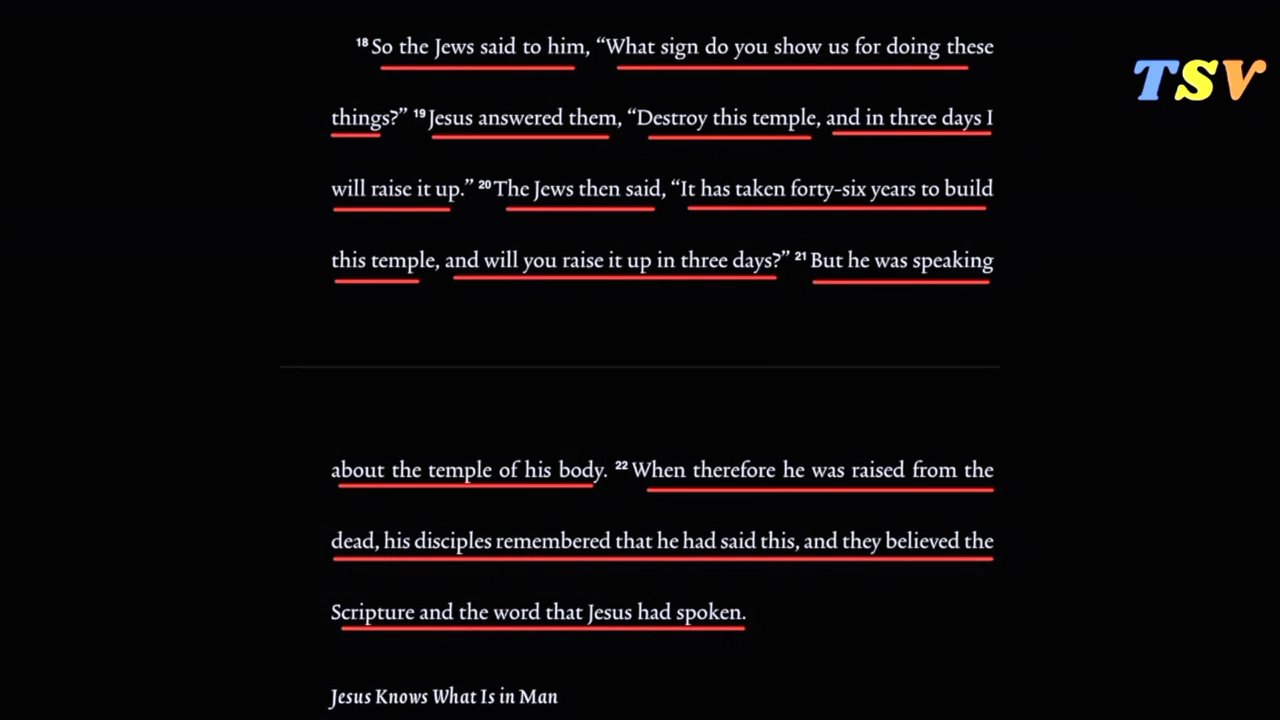 ¹⁸ So the Jews said to him, “What sign do you show us for doing these
things?” ¹⁹ Jesus answered them, “Destroy this temple, and in three days I
will raise it up.” ²⁰ The Jews then said, “It has taken forty-six years to build
this temple, and will you raise it up in three days?” ²¹ But he was speaking
about the temple of his body. ²² When therefore he was raised from the
dead, his disciples remembered that he had said this, and they believed the
Scripture and the word that Jesus had spoken.
Jesus Knows What Is in Man
TSV